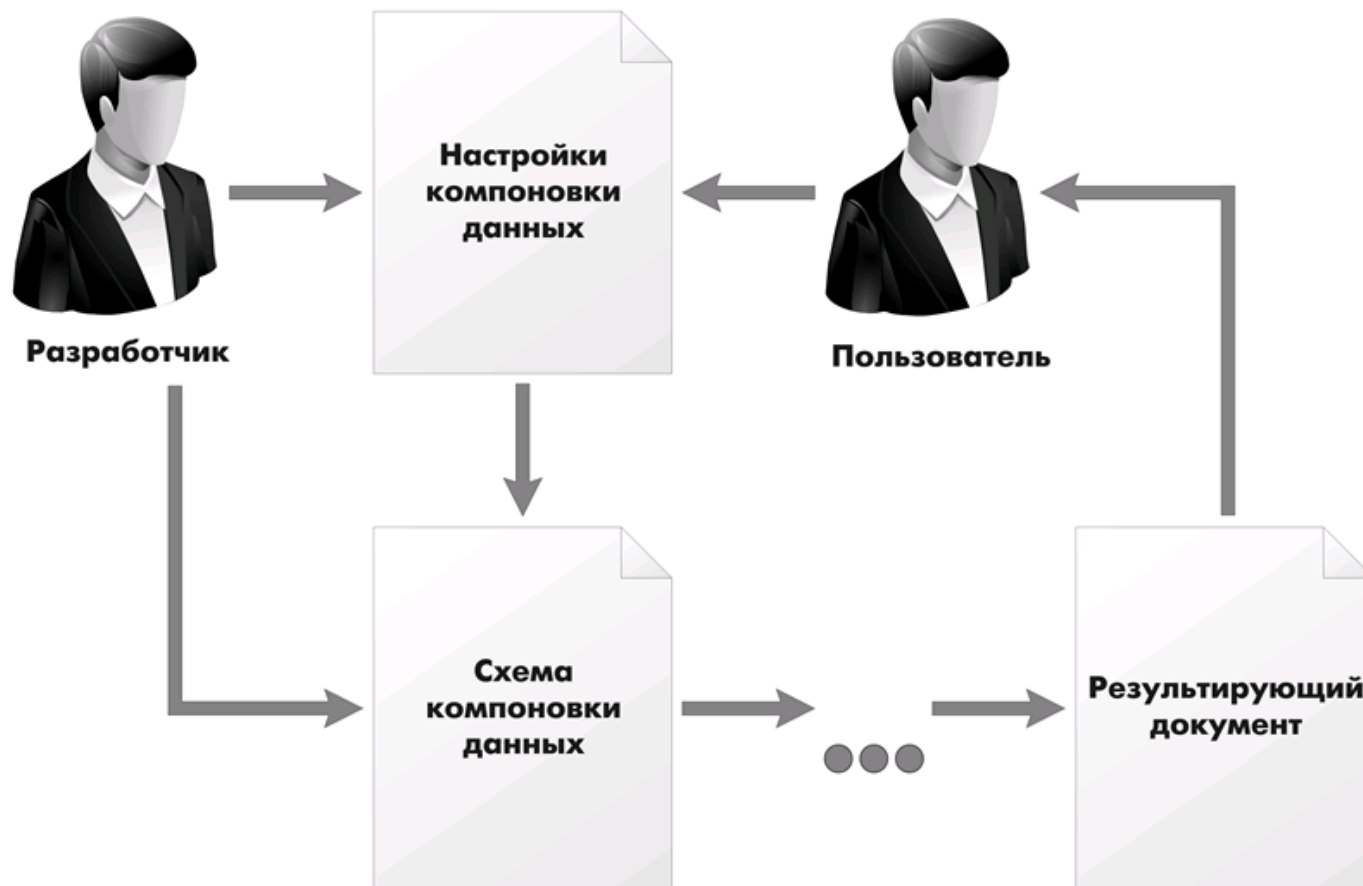 Настройки
компоновки
данных
Разработчик
Пользователь
Схема
компоновки
данных
Результирующий
документ